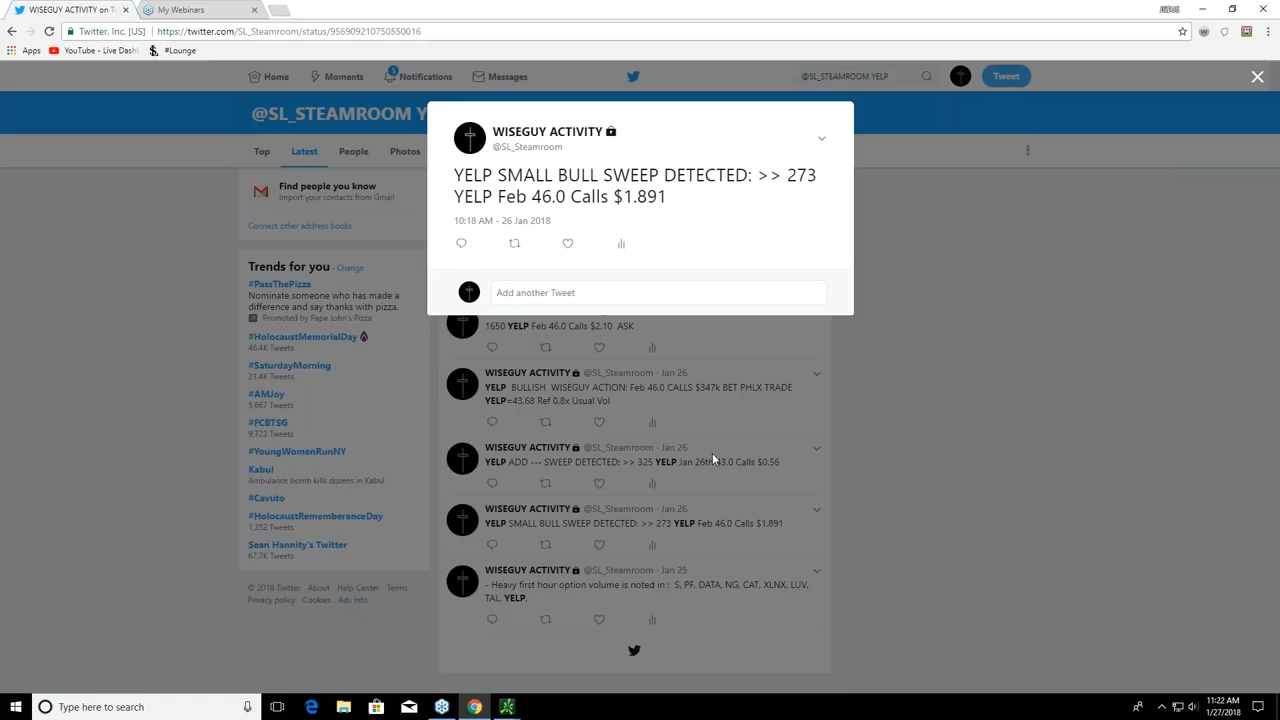 WISEGUY ACTIVITY on T
My Webinars
JESUS
Twitter, Inc. [US]
https://twitter.com/SL_Steamroom/status/956909210750550016
Apps
YouTube - Live Dash
#Lounge
Home
Moments
5
Notifications
Messages
@SL_STEAMROOM YELP
Tweet
@SL_STEAMROOM Y
Top
Latest
People
Photos
WISEGUY ACTIVITY
@SL_Steamroom
YELP SMALL BULL SWEEP DETECTED: >> 273
YELP Feb 46.0 Calls $1.891
10:18 AM - 26 Jan 2018
Add another Tweet
Find people you know
Import your contacts from Gmail
Connect other address books
Trends for you · Change
#PassThePizza
Nominate someone who has made a
difference and say thanks with pizza.
Promoted by Papa John's Pizza
#HolocaustMemorialDay
46.4K Tweets
#SaturdayMorning
21.4K Tweets
#AMJoy
5,667 Tweets
#FCBTSG
9,723 Tweets
#YoungWomenRunNY
Kabul
Ambulance bomb kills dozens in Kabul
#Cavuto
#HolocaustRememberanceDay
1,352 Tweets
Sean Hannity's Twitter
67.7K Tweets
© 2018 Twitter About Help Center Terms
Privacy policy Cookies Ads info
1650 YELP Feb 46.0 Calls $2.10 ASK
WISEGUY ACTIVITY @SL_Steamroom · Jan 26
YELP BULLISH WISEGUY ACTION: Feb 46.0 CALLS $347k BET PHLX TRADE
YELP=43.68 Ref 0.8x Usual Vol
WISEGUY ACTIVITY @SL_Steamroom · Jan 26
YELP ADD --- SWEEP DETECTED: >> 325 YELP Jan 26th 43.0 Calls $0.56
WISEGUY ACTIVITY @SL_Steamroom · Jan 26
YELP SMALL BULL SWEEP DETECTED: >> 273 YELP Feb 46.0 Calls $1.891
WISEGUY ACTIVITY @SL_Steamroom · Jan 25
- Heavy first hour option volume is noted in : S, PF, DATA, NG, CAT, XLNX, LUV,
TAL, YELP.
Type here to search
11:22 AM
1/27/2018